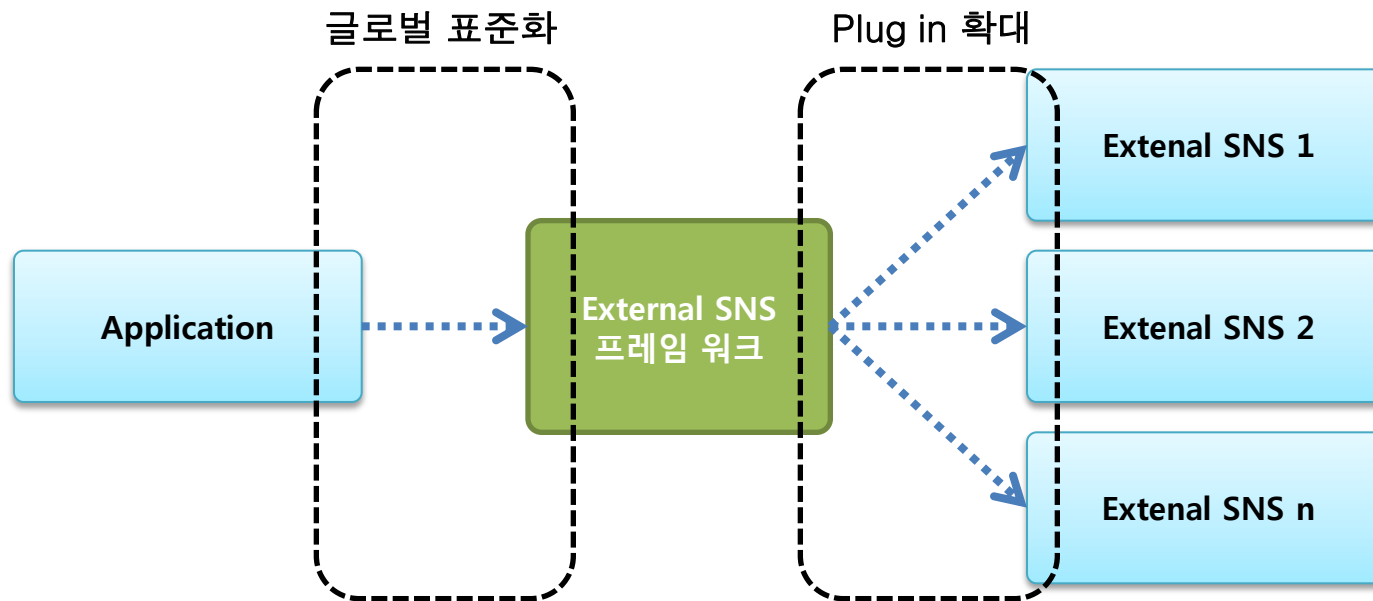 글로벌 표준화
Plug in 확대
Application
External SNS
프레임 워크
Extenal SNS 1
Extenal SNS 2
Extenal SNS n